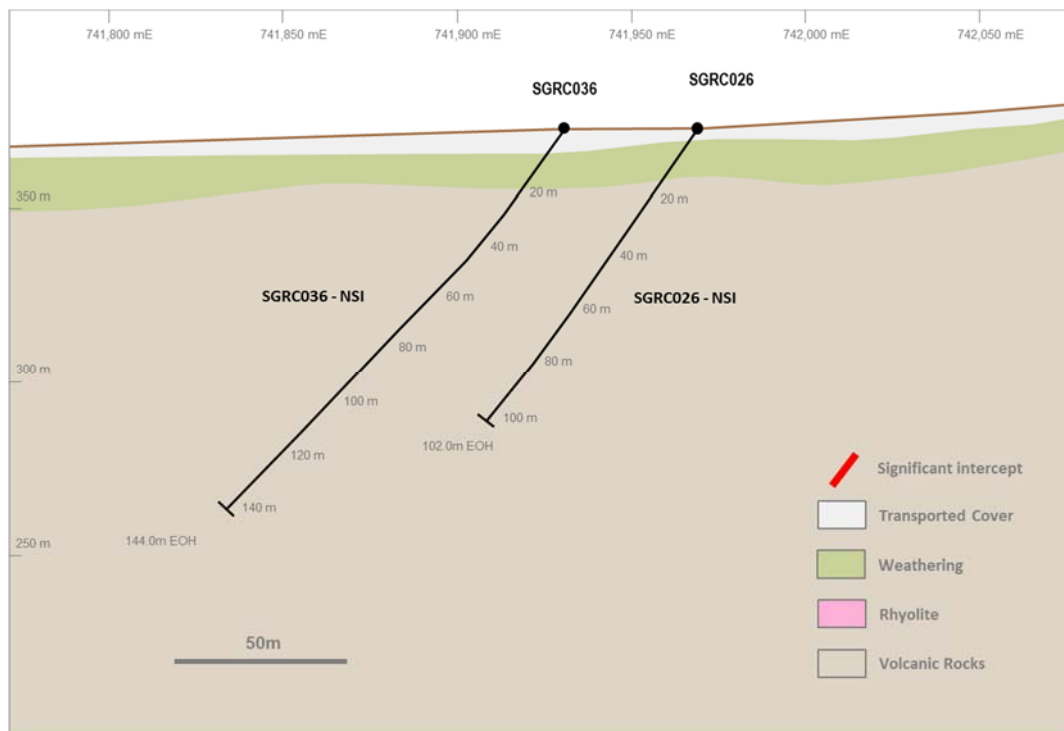 741,800 mE
741,850 mE
741,900 mE
741,950 mE
742,000 mE
742,050 mE
SGRC036
SGRC026
350 m
20 m
20 m
40 m
40 m
SGRC036 - NSI
60 m
SGRC026 - NSI
60 m
80 m
80 m
300 m
100 m
100 m
102.0m EOH
120 m
Significant intercept
140 m
Transported Cover
144.0m EOH
250 m
Weathering
Rhyolite
50m
Volcanic Rocks